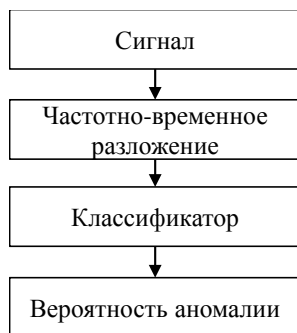 Сигнал
Частотно-временное
разложение
Классификатор
Вероятность аномалии